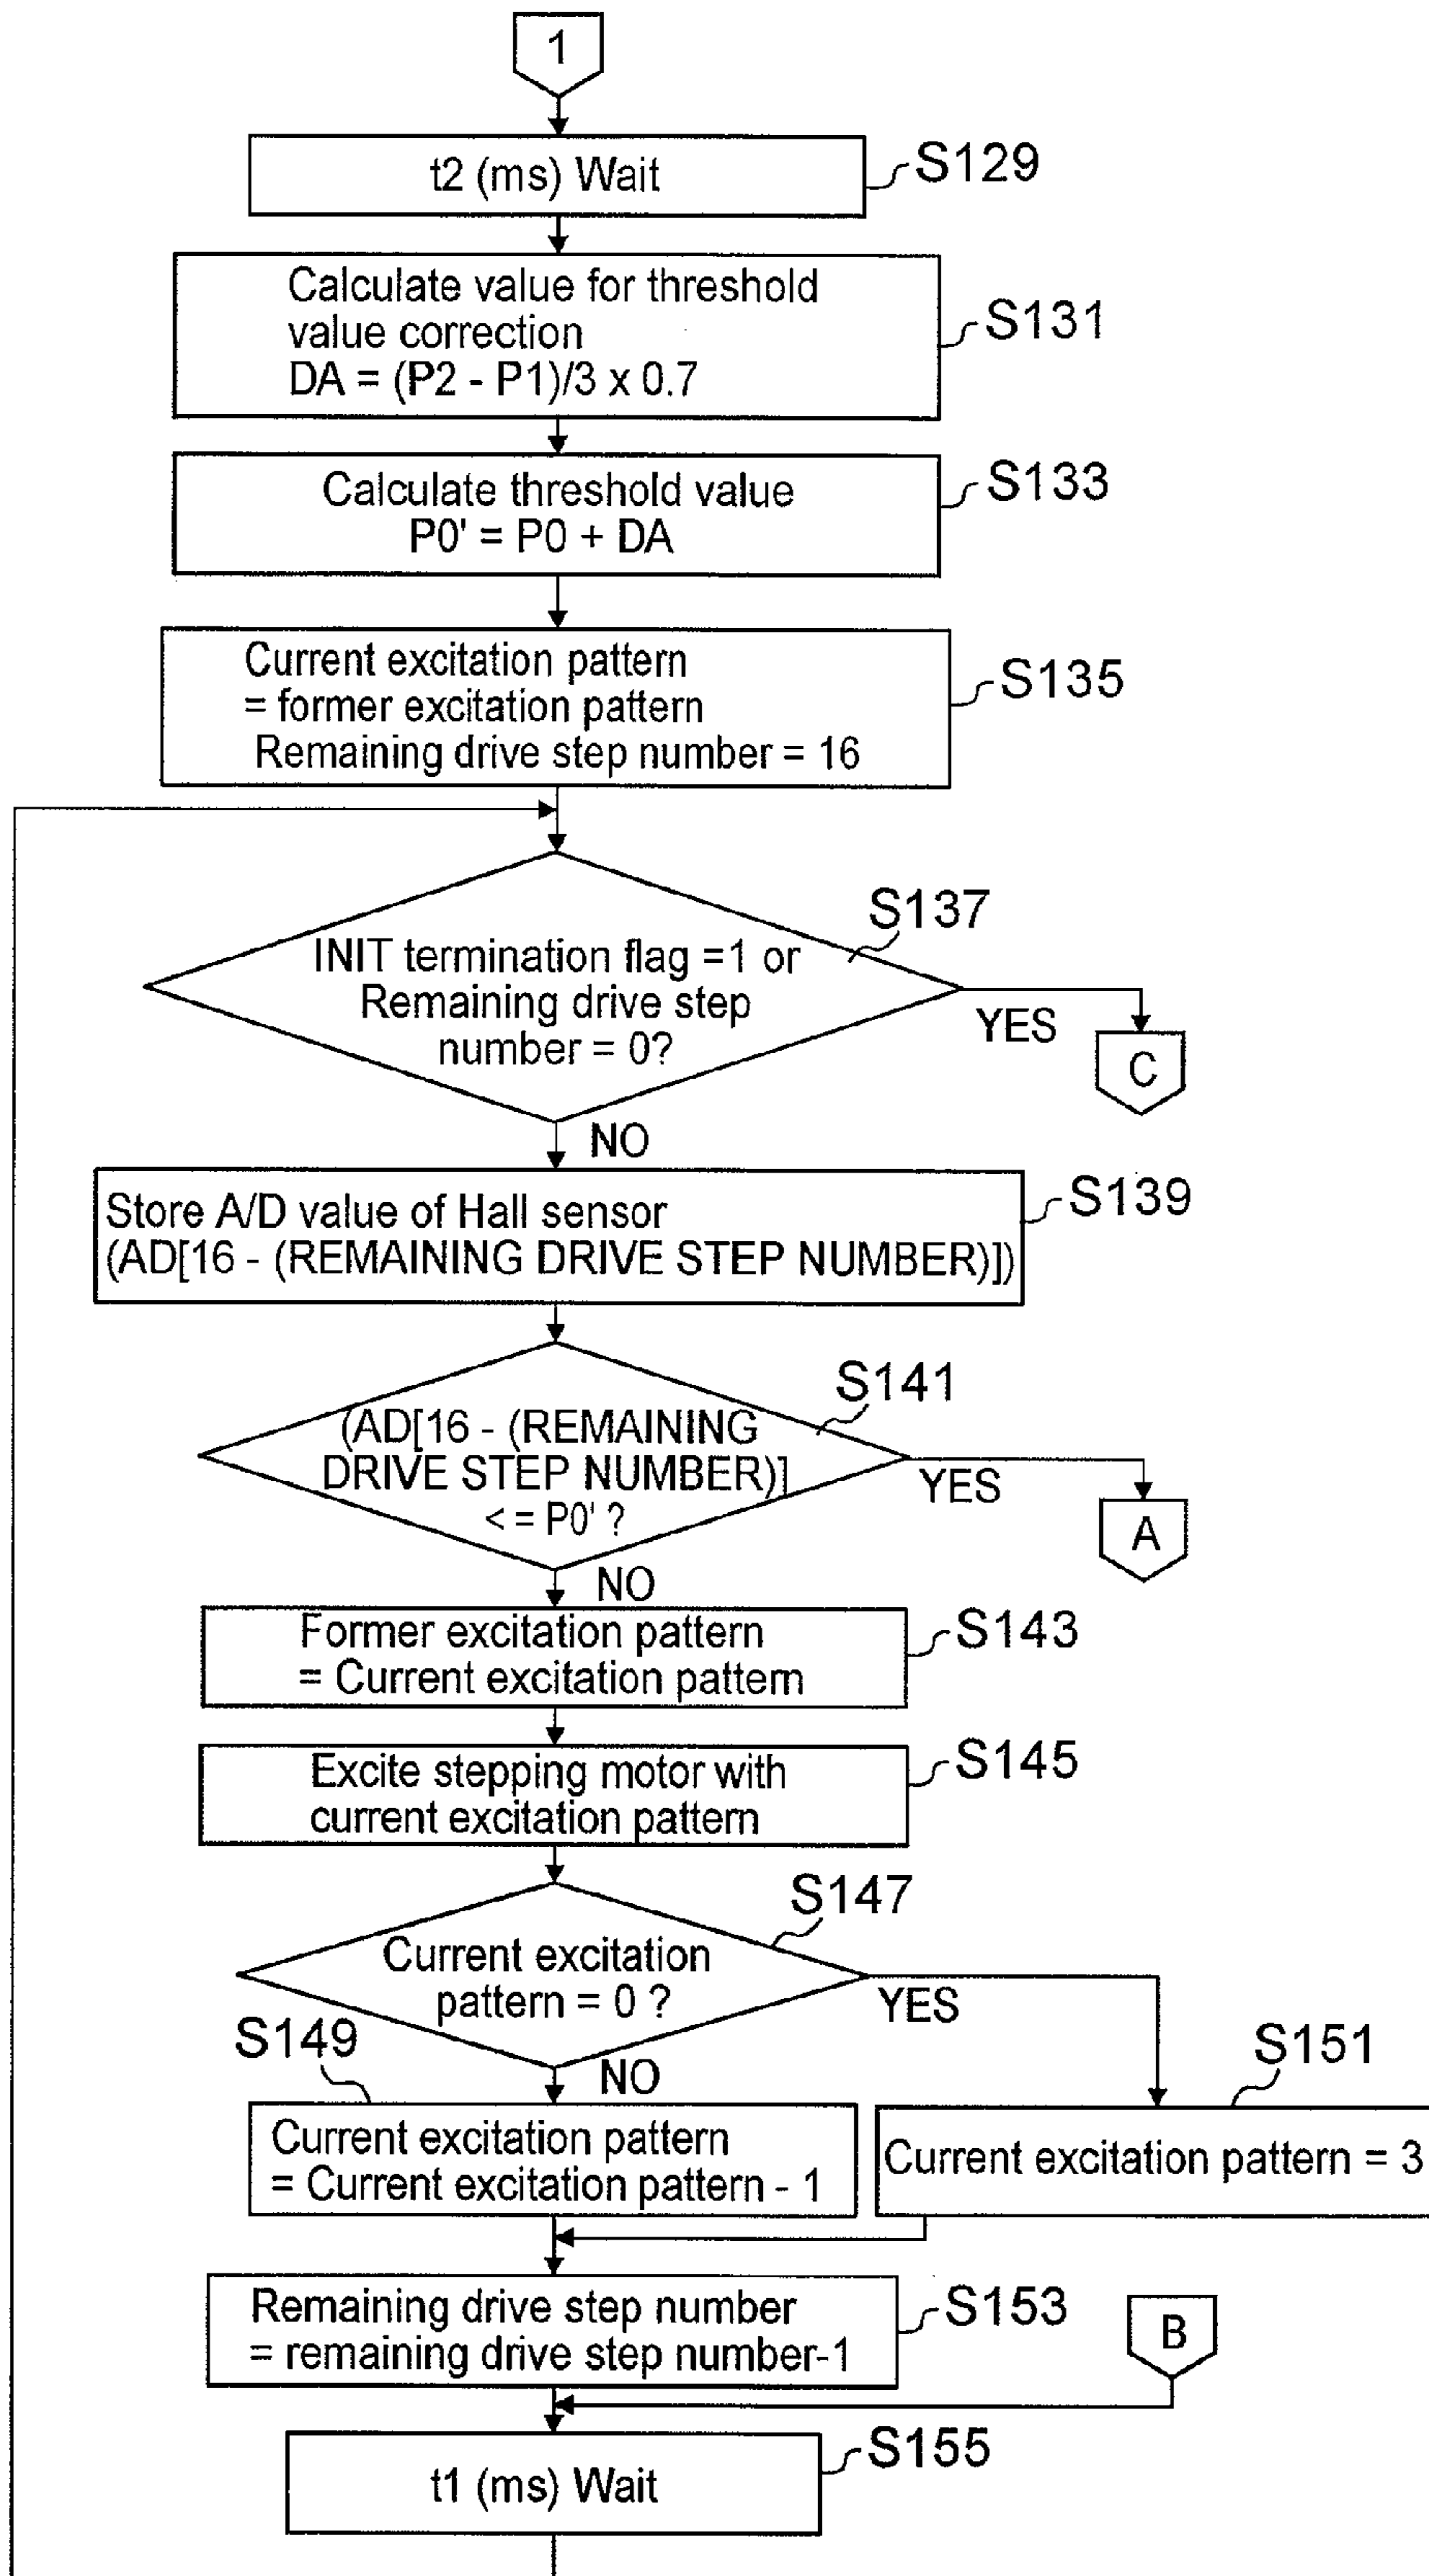 1
t2 (ms) Wait
S129
Calculate value for threshold
value correction
DA = (P2 - P1)/3 x 0.7
S131
Calculate threshold value
P0' = P0 + DA
S133
Current excitation pattern
= former excitation pattern
Remaining drive step number = 16
S135
S137
INIT termination flag =1 or
Remaining drive step
number = 0?
YES
C
NO
Store A/D value of Hall sensor
(AD[16 - (REMAINING DRIVE STEP NUMBER)])
S139
S141
(AD[16 - (REMAINING
DRIVE STEP NUMBER)]
< = P0' ?
YES
A
NO
Former excitation pattern
= Current excitation pattern
S143
Excite stepping motor with
current excitation pattern
S145
S147
Current excitation
pattern = 0 ?
YES
S149
NO
S151
Current excitation pattern
= Current excitation pattern - 1
Current excitation pattern = 3
Remaining drive step number
= remaining drive step number-1
S153
B
t1 (ms) Wait
S155